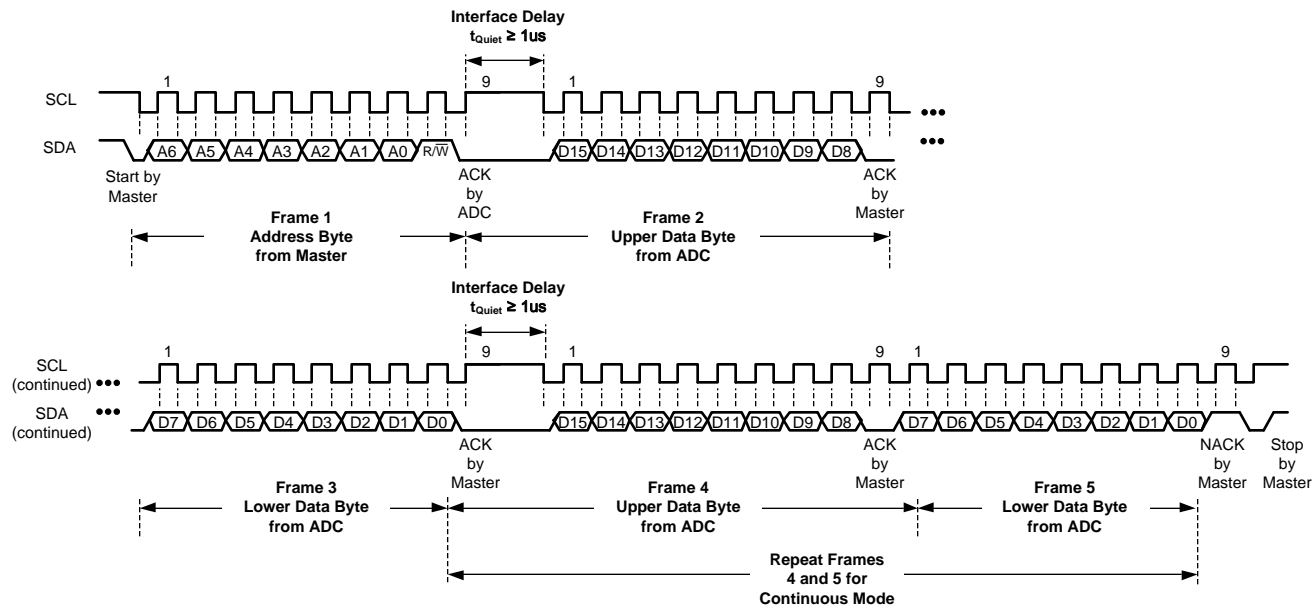 Interface Delay
tQuiet ≥ 1us
1 9 1 9
SCL
SDA A6 A5 A4 A3 A2 A1 A0 R/W̅ D15 D14 D13 D12 D11 D10 D9 D8
Start by
Master
ACK
by
ADC
ACK
by
Master
Frame 1
Address Byte
from Master
Frame 2
Upper Data Byte
from ADC
Interface Delay
tQuiet ≥ 1us
1 9 1 9 1 9
SCL
(continued)
SDA
(continued)
D7 D6 D5 D4 D3 D2 D1 D0 D15 D14 D13 D12 D11 D10 D9 D8 D7 D6 D5 D4 D3 D2 D1 D0
ACK
by
Master
ACK
by
Master
NACK
by
Master
Stop
by
Master
Frame 3
Lower Data Byte
from ADC
Frame 4
Upper Data Byte
from ADC
Frame 5
Lower Data Byte
from ADC
Repeat Frames
4 and 5 for
Continuous Mode